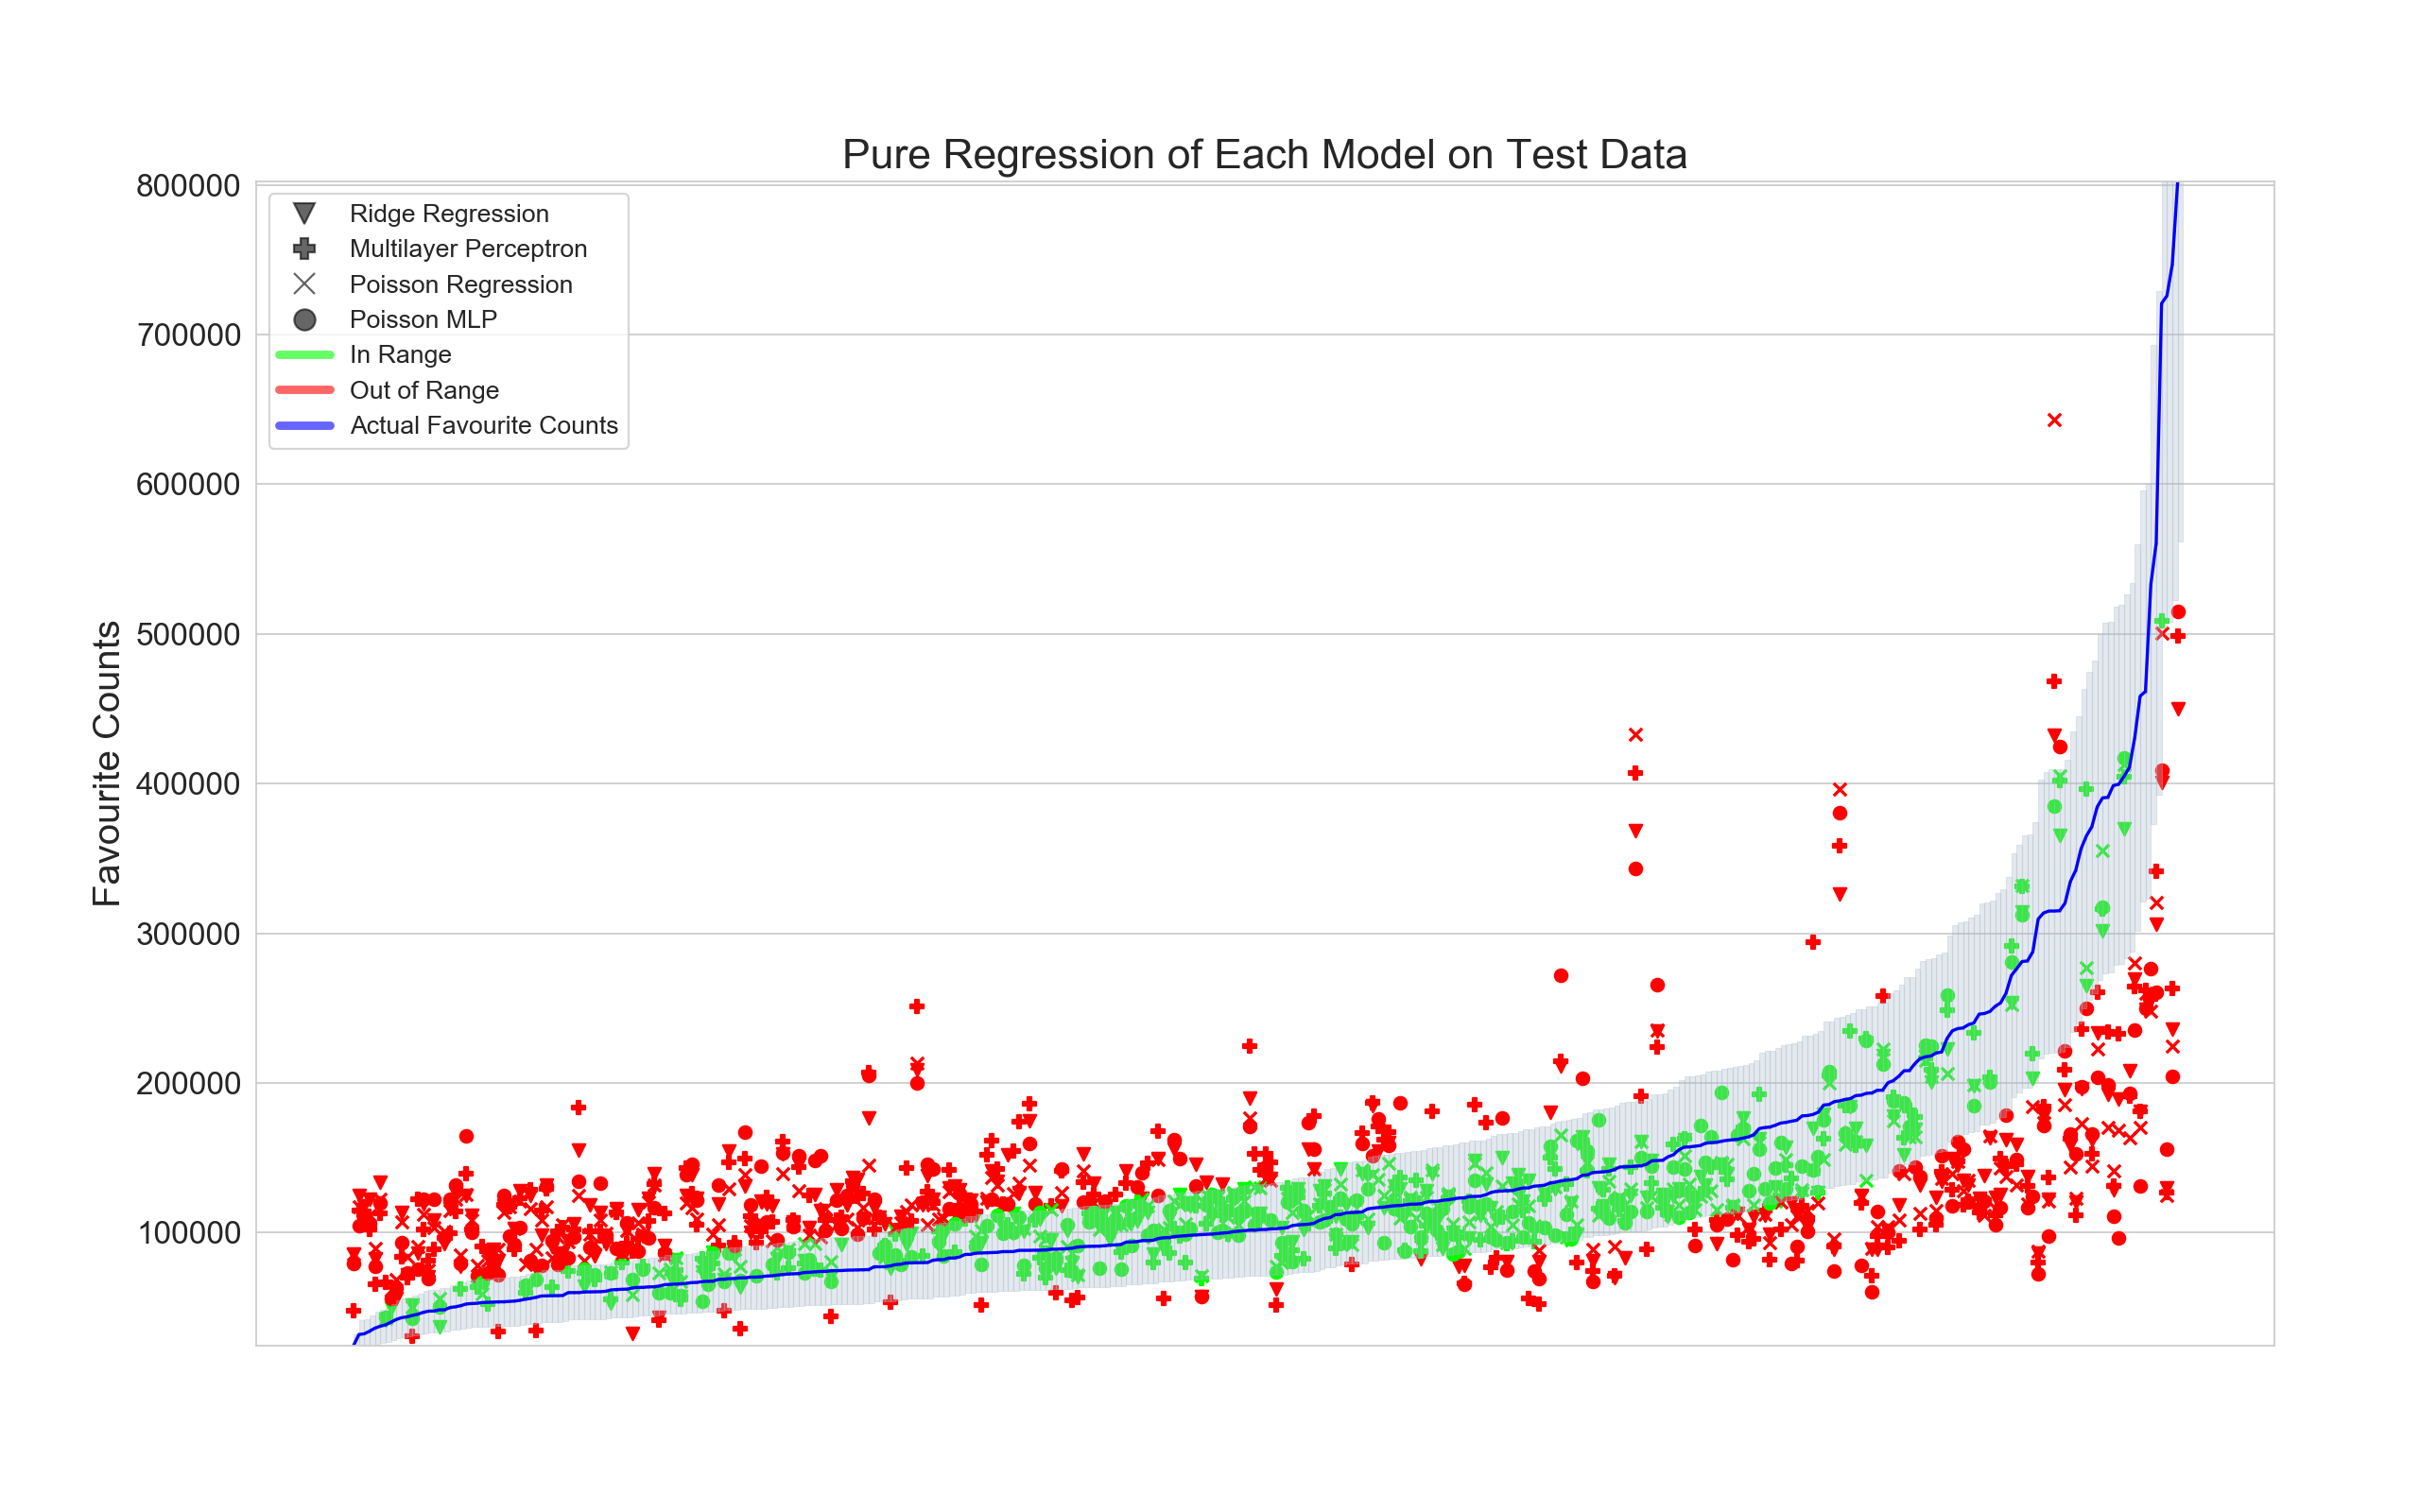 Pure Regression of Each Model on Test Data
800000
700000
600000
500000
400000
300000
200000
100000
Favourite Counts
Ridge Regression
Multilayer Perceptron
Poisson Regression
Poisson MLP
In Range
Out of Range
Actual Favourite Counts